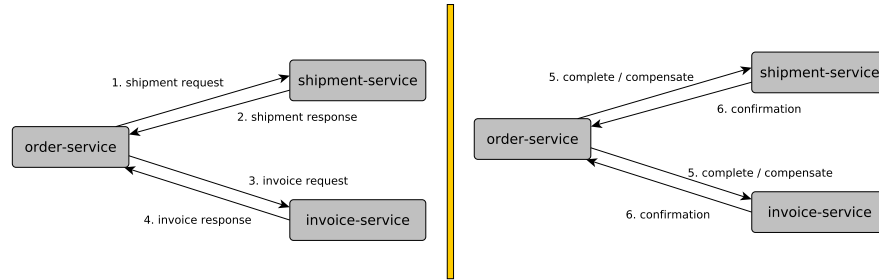 1. shipment request
shipment-service
2. shipment response
order-service
3. invoice request
4. invoice response
invoice-service
5. complete / compensate
shipment-service
6. confirmation
order-service
5. complete / compensate
6. confirmation
invoice-service